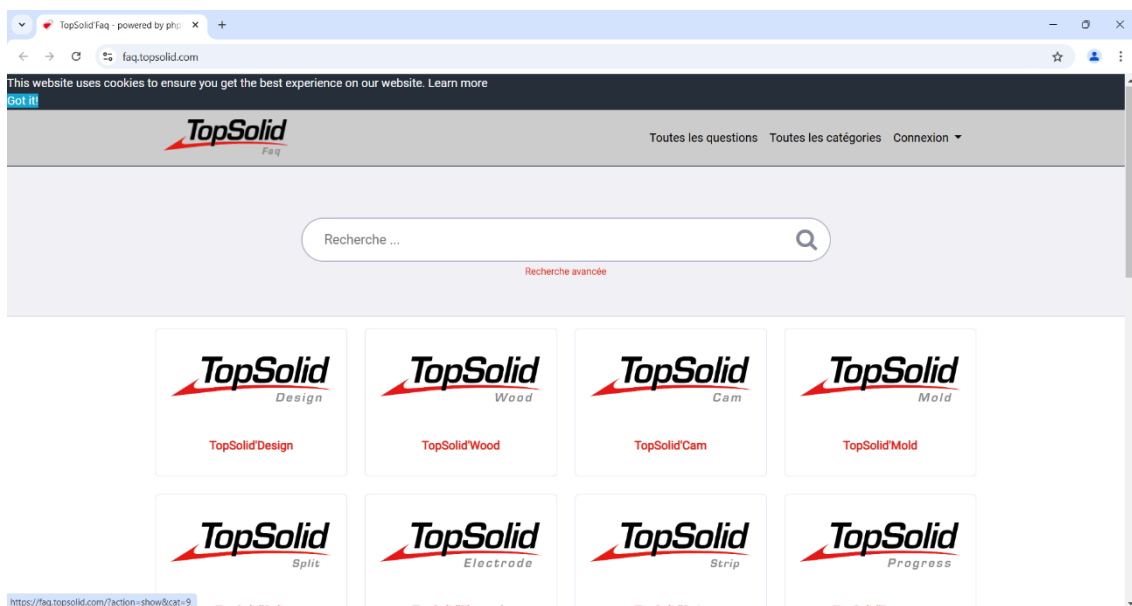 TopSolid'Faq - powered by php
faq.topsolid.com
This website uses cookies to ensure you get the best experience on our website. Learn more
Got it!
TopSolid
Faq
Toutes les questions Toutes les catégories Connexion
Recherche ...
Recherche avancée
TopSolid TopSolid TopSolid TopSolid
Design Wood Cam Mold
TopSolid'Design TopSolid'Wood TopSolid'Cam TopSolid'Mold
TopSolid TopSolid TopSolid TopSolid
Split Electrode Strip Progress
https://faq.topsolid.com/?action=show&cat=9